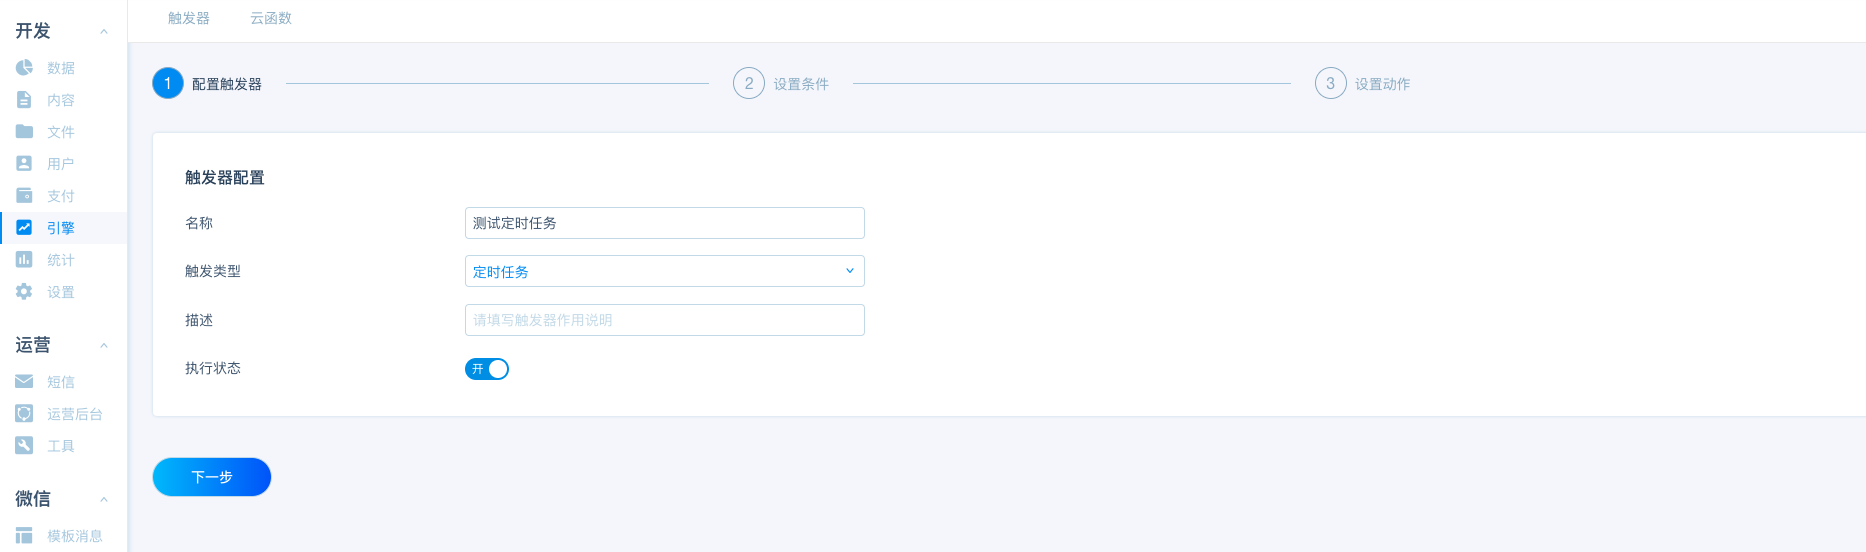 触发器
云函数
开发
数据
内容
文件
用户
支付
引擎
统计
设置
运营
短信
运营后台
工具
微信
模板消息
1 配置触发器
2 设置条件
3 设置动作
触发器配置
名称 测试定时任务
触发类型 定时任务
描述 请填写触发器作用说明
执行状态 开
下一步